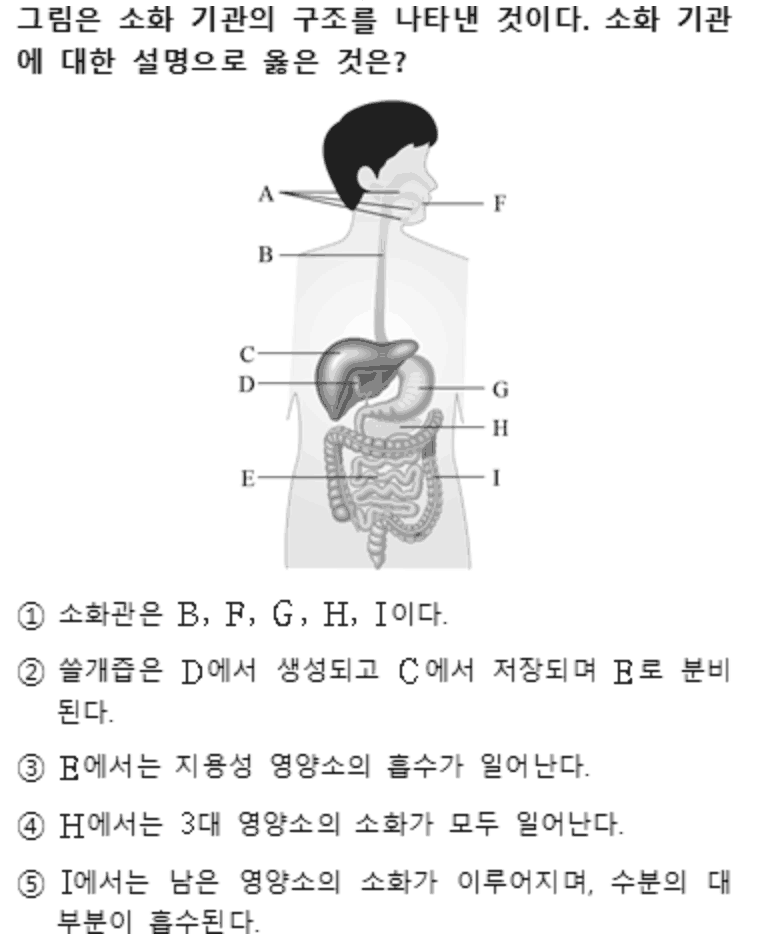 그림은 소화 기관의 구조를 나타낸 것이다. 소화 기관
에 대한 설명으로 옳은 것은?
A
F
B
C
D
G
H
E
I
① 소화관은 B, F, G, H, I이다.
② 쓸개즙은 D에서 생성되고 C에서 저장되며 E로 분비
된다.
③ E에서는 지용성 영양소의 흡수가 일어난다.
④ H에서는 3대 영양소의 소화가 모두 일어난다.
⑤ I에서는 남은 영양소의 소화가 이루어지며, 수분의 대
부분이 흡수된다.